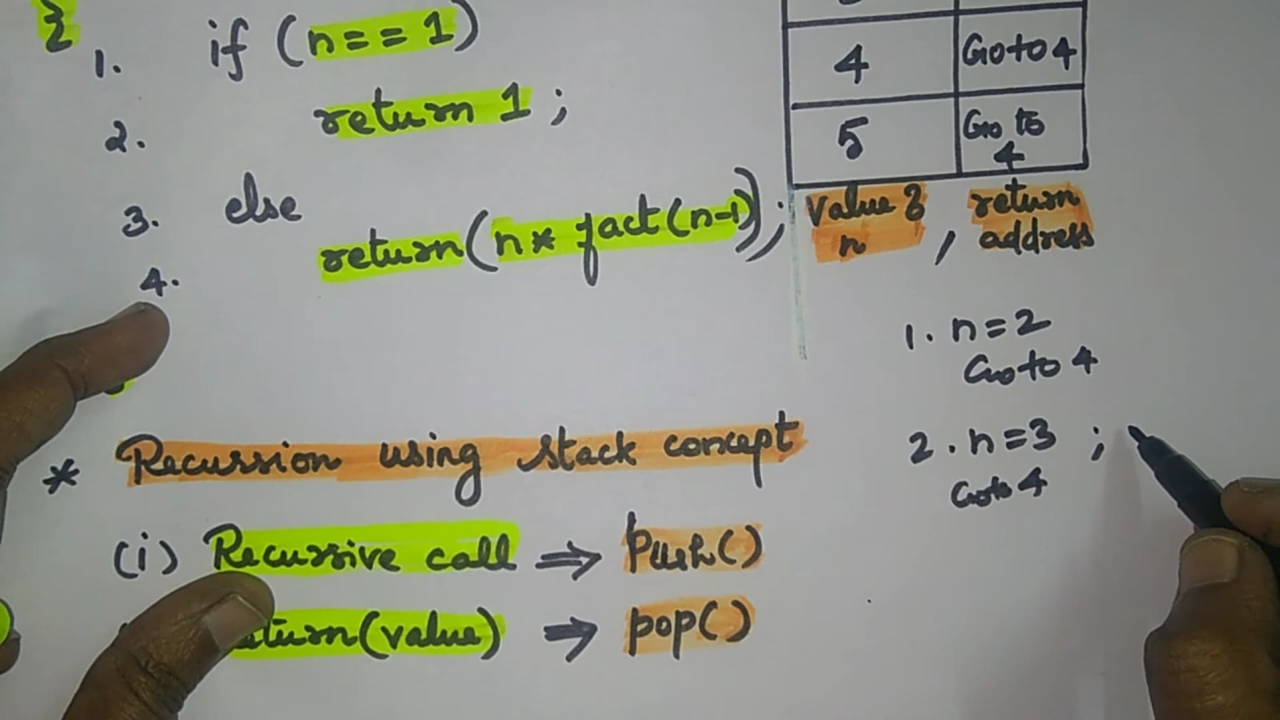 {
1. if (n==1)
2. return 1 ;
3. else
return(n* fact(n-1));
4.
4 Goto 4
5 Go to
4
value of
n , return
address
1. n=2
Goto 4
2. n=3 ;
Goto 4
* Recussion using stack concept
(i) Recursive call ⇒ push()
(value) ⇒ pop()